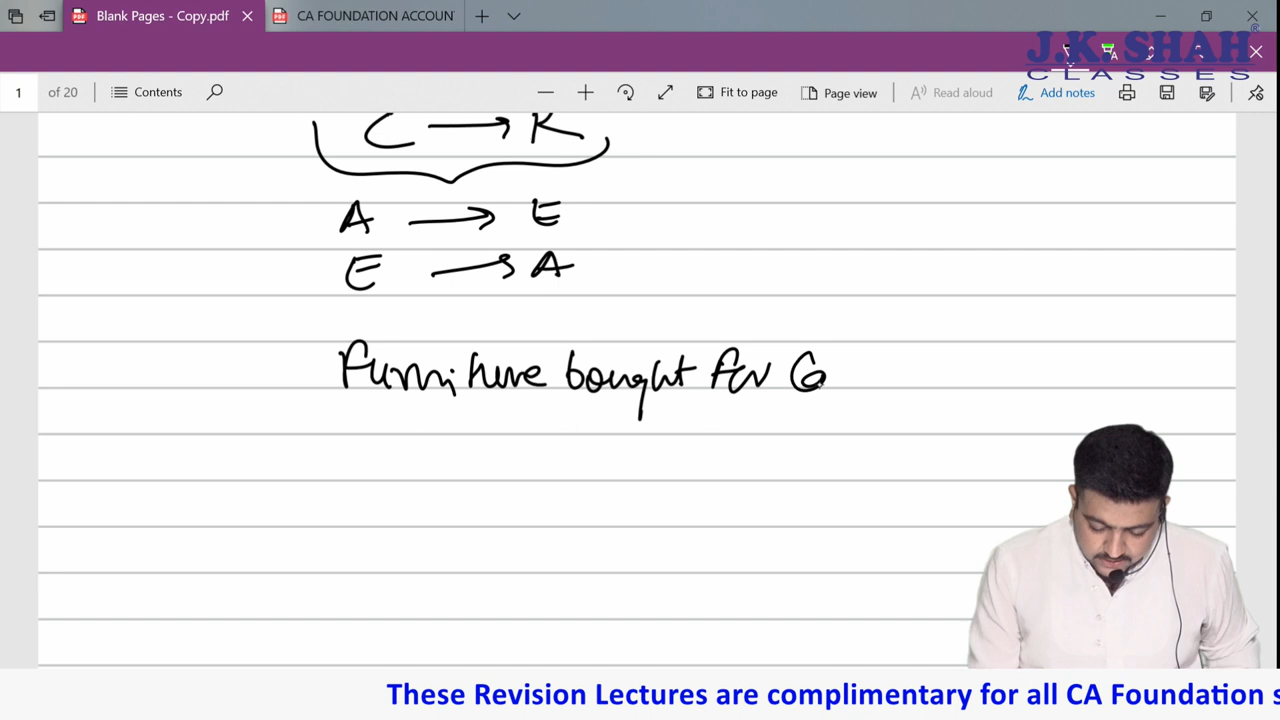 Blank Pages - Copy.pdf
CA FOUNDATION ACCOUNT
J.K. SHAH®
CLASSES
1 of 20
Contents
Fit to page
Page view
Read aloud
Add notes
C → R
A → E
E → A
Furniture bought for
These Revision Lectures are complimentary for all CA Foundation s